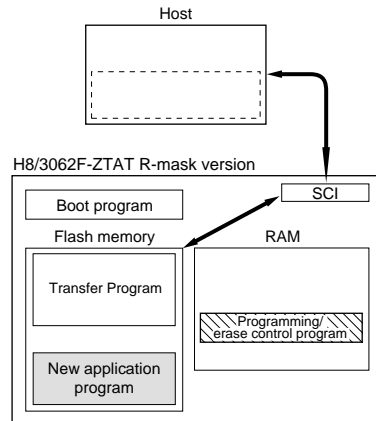 Host
H8/3062F-ZTAT R-mask version
SCI
Boot program
Flash memory
RAM
Transfer Program
Programming/
erase control program
New application
program